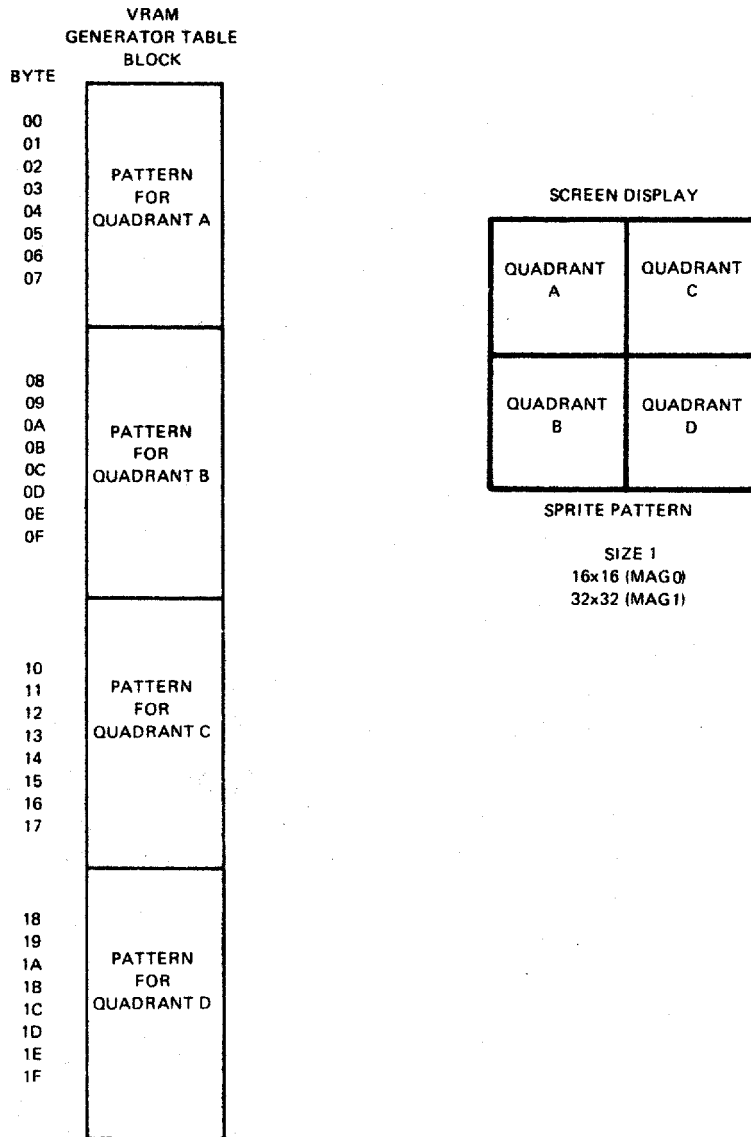 VRAM
GENERATOR TABLE
BLOCK
BYTE
00
01
02
03
04
05
06
07
PATTERN
FOR
QUADRANT A
08
09
0A
0B
0C
0D
0E
0F
PATTERN
FOR
QUADRANT B
10
11
12
13
14
15
16
17
PATTERN
FOR
QUADRANT C
18
19
1A
1B
1C
1D
1E
1F
PATTERN
FOR
QUADRANT D
SCREEN DISPLAY
QUADRANT
A
QUADRANT
C
QUADRANT
B
QUADRANT
D
SPRITE PATTERN
SIZE 1
16x16 (MAG0)
32x32 (MAG1)